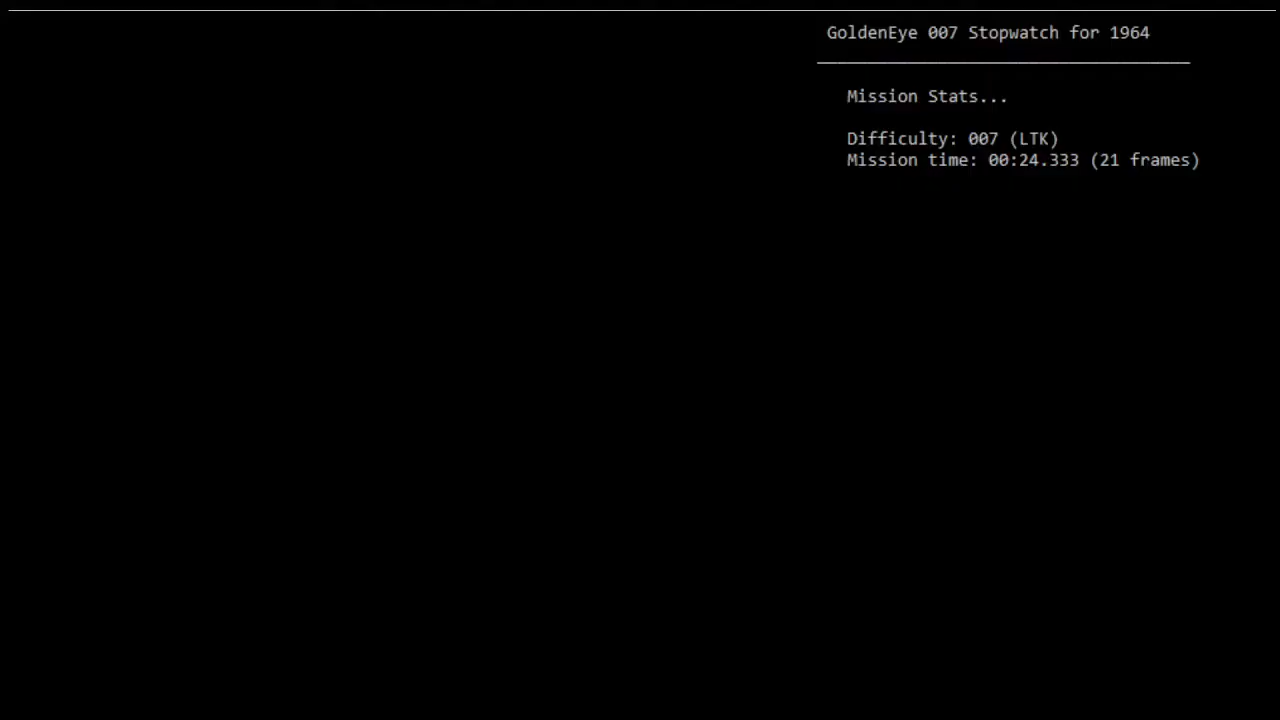 GoldenEye 007 Stopwatch for 1964
Mission Stats...
Difficulty: 007 (LTK)
Mission time: 00:24.333 (21 frames)